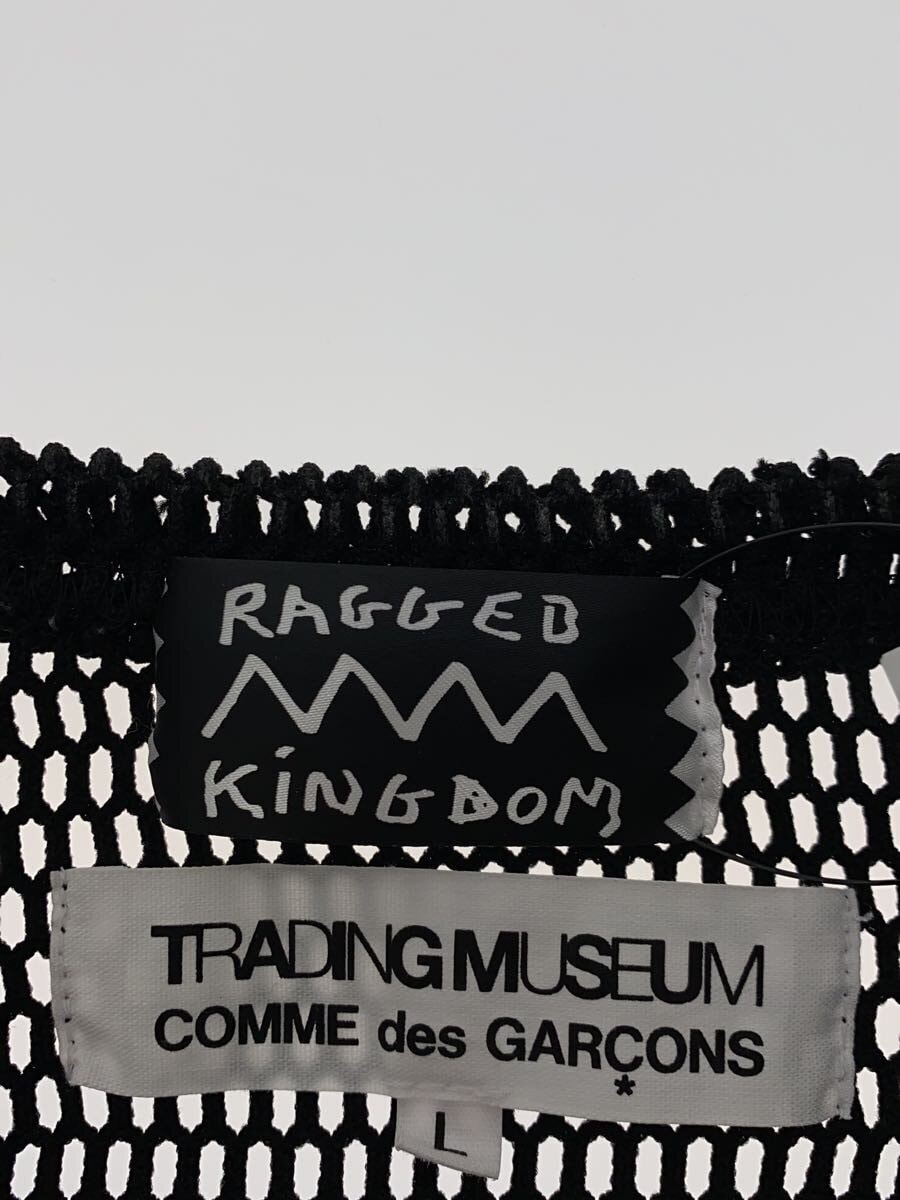 RAGGED
KiNGDOM
TRADING MUSEUM
COMME des GARÇONS
*
L